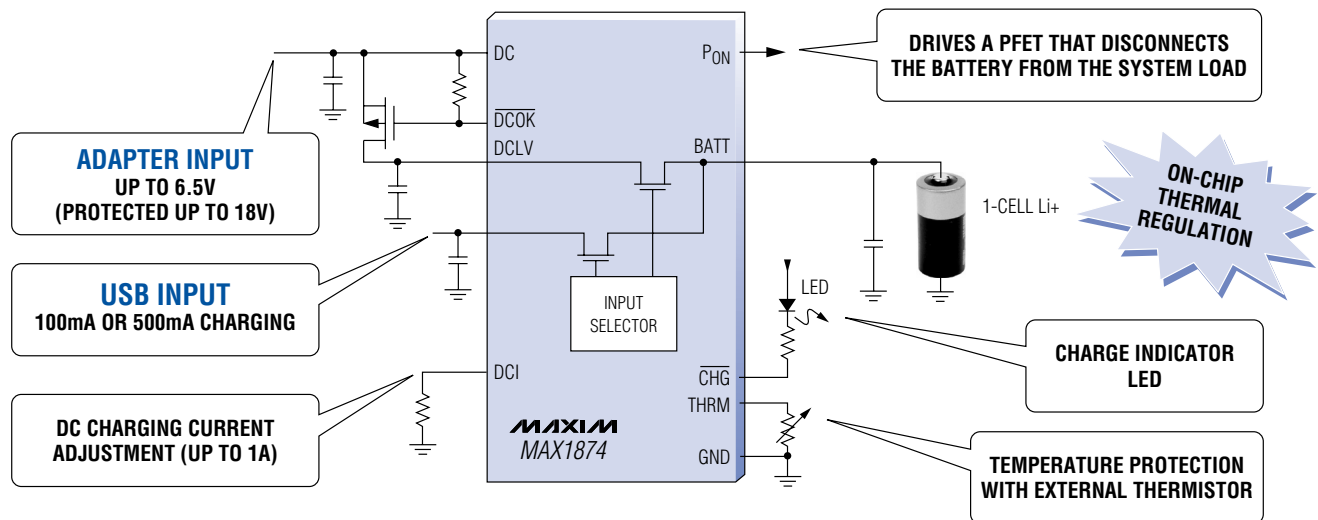 DC
P_ON
DRIVES A PFET THAT DISCONNECTS
THE BATTERY FROM THE SYSTEM LOAD
ADAPTER INPUT
UP TO 6.5V
(PROTECTED UP TO 18V)
DCOK
DCLV
BATT
1-CELL Li+
ON-CHIP
THERMAL
REGULATION
USB INPUT
100mA OR 500mA CHARGING
INPUT
SELECTOR
LED
CHARGE INDICATOR
LED
DCI
CHG
THRM
GND
DC CHARGING CURRENT
ADJUSTMENT (UP TO 1A)
MAXIM
MAX1874
TEMPERATURE PROTECTION
WITH EXTERNAL THERMISTOR